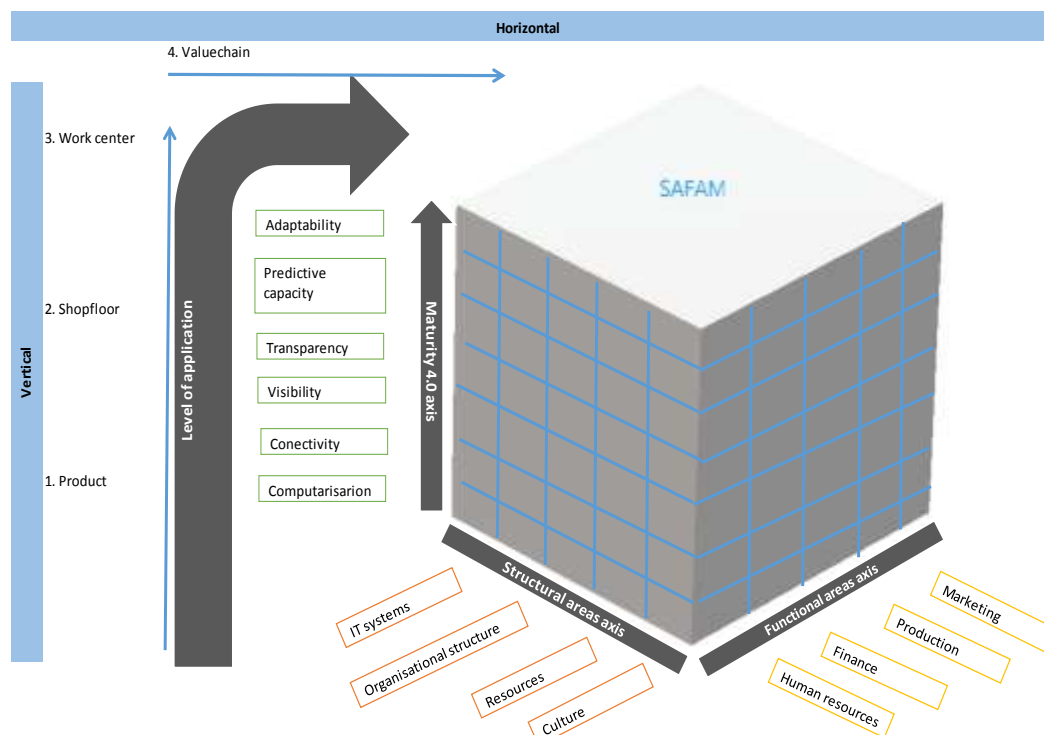 Horizontal
4. Valuechain
3. Work center
SAFAM
Adaptability
Predictive
capacity
2. Shopfloor
Transparency
Visibility
Vertical
Level of application
Maturity 4.0 axis
Conectivity
1. Product
Computarisarion
Structural areas axis
Functional areas axis
IT systems
Organisational structure
Resources
Culture
Marketing
Production
Finance
Human resources